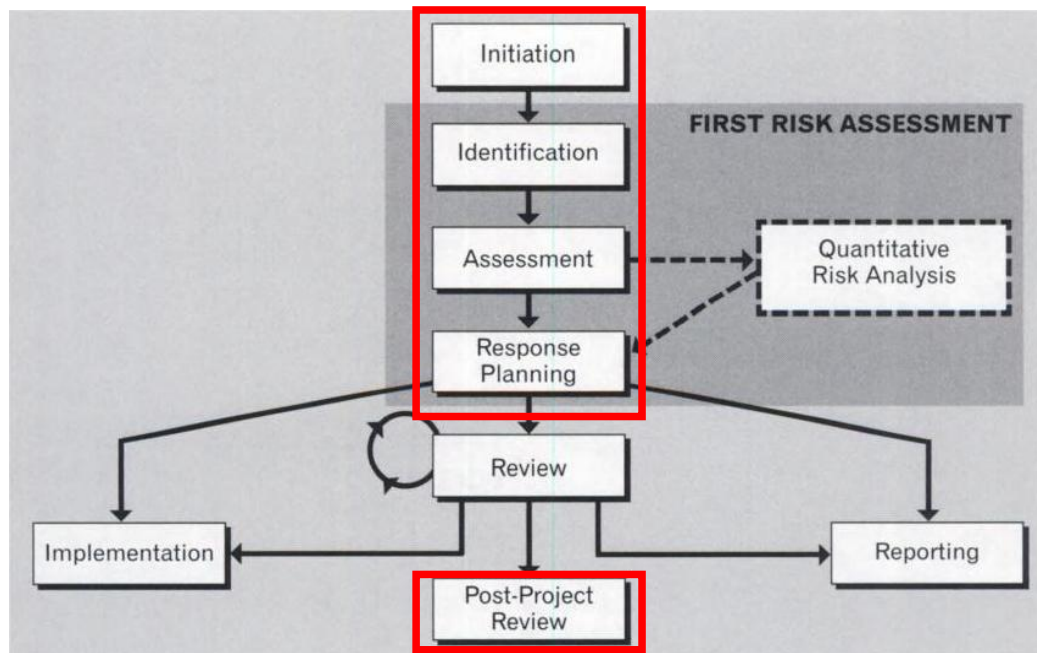 Initiation
FIRST RISK ASSESSMENT
Identification
Assessment
Quantitative
Risk Analysis
Response
Planning
Review
Implementation
Reporting
Post-Project
Review